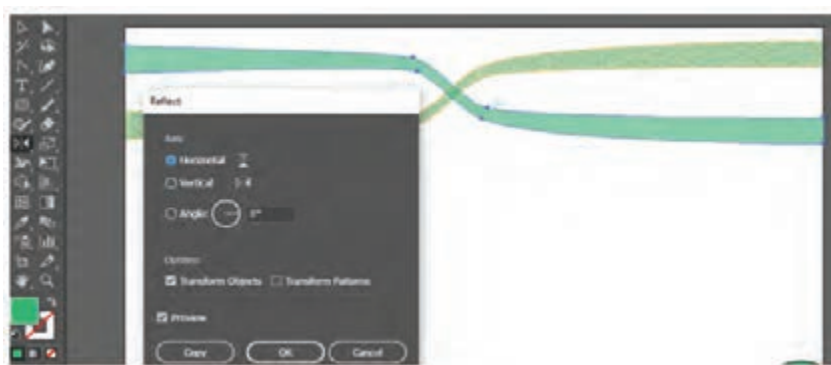 Reflect
Axis
Horizontal
Vertical
Angle: 0°
Options
Transform Objects Transform Patterns
Preview
Copy OK Cancel